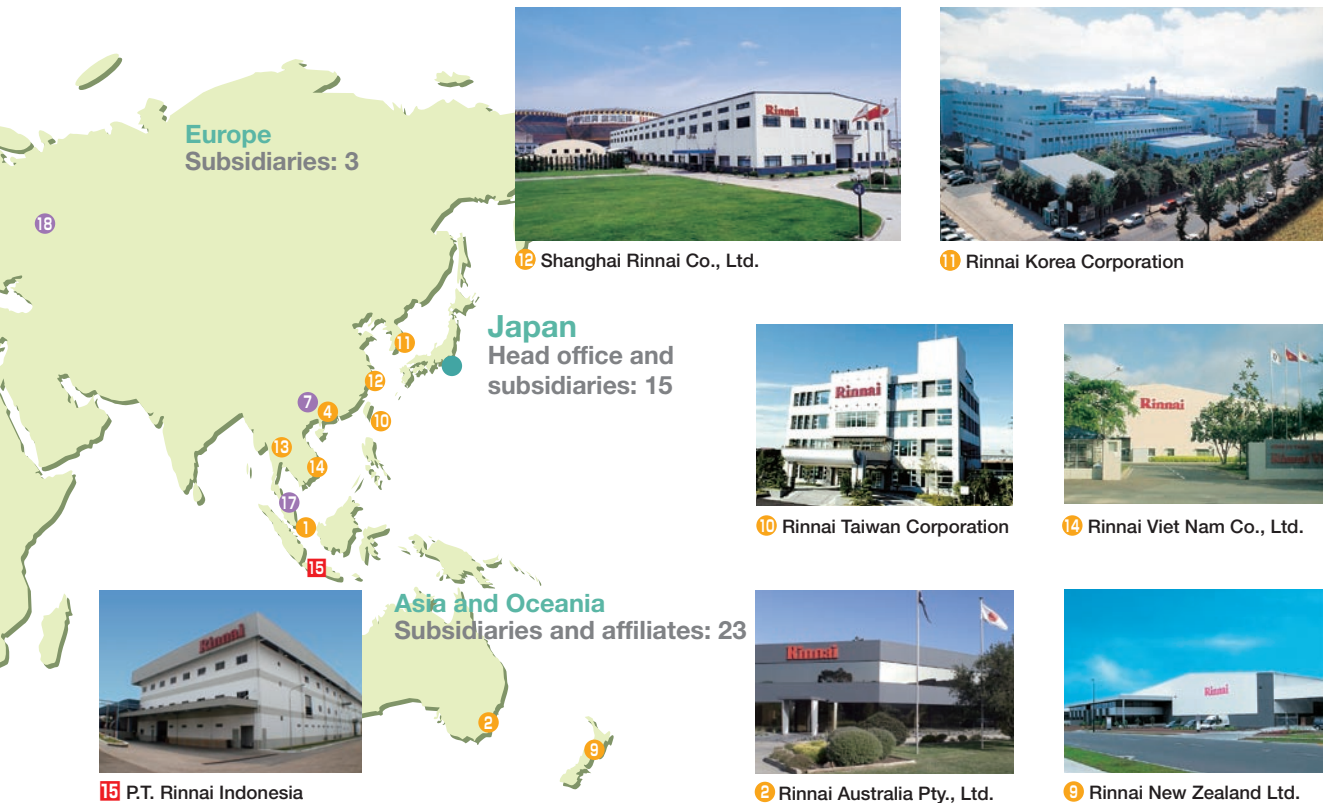 Europe
Subsidiaries: 3
18
Rinnai
12 Shanghai Rinnai Co., Ltd.
11 Rinnai Korea Corporation
Japan
Head office and
subsidiaries: 15
11
12
7
4
10
13
14
17
1
15
Rinnai
10 Rinnai Taiwan Corporation
Rinnai
14 Rinnai Viet Nam Co., Ltd.
Asia and Oceania
Subsidiaries and affiliates: 23
2
9
Rinnai
15 P.T. Rinnai Indonesia
Rinnai
2 Rinnai Australia Pty., Ltd.
Rinnai
9 Rinnai New Zealand Ltd.